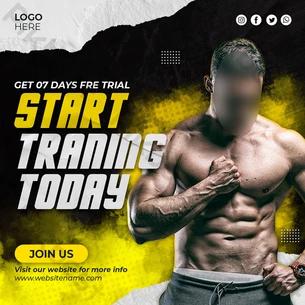 LOGO
HERE
GET 07 DAYS FRE TRIAL
START
TRANING
TODAY
JOIN US
Visit our website for more info
www.websitename.com